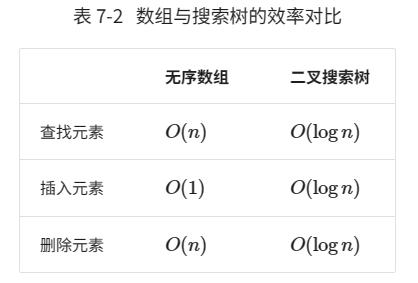 表 7-2 数组与搜索树的效率对比
无序数组 二叉搜索树
查找元素 O(n) O(log n)
插入元素 O(1) O(log n)
删除元素 O(n) O(log n)